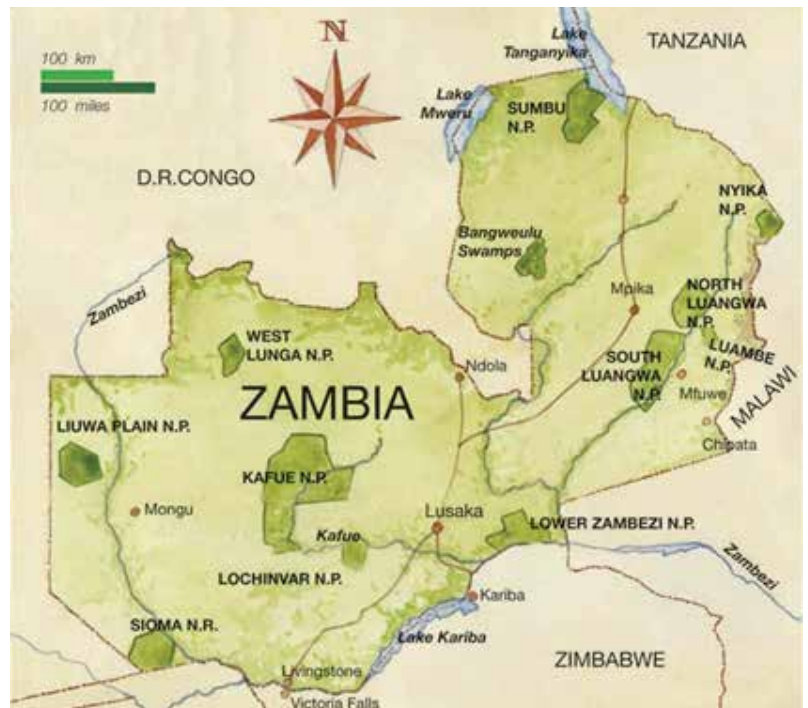 N
100 km
100 miles
Lake
Tanganyika
TANZANIA
Lake
Mweru
SUMBU
N.P.
D.R.CONGO
NYIKA
N.P.
Bangweulu
Swamps
Zambezi
Mpika
NORTH
LUANGWA
N.P.
WEST
LUNGA N.P.
Ndola
SOUTH
LUANGWA
N.P.
LUAMBE
N.P.
Mfuwe
MALAWI
ZAMBIA
LIUWA PLAIN N.P.
Chipata
KAFUE N.P.
Mongu
Lusaka
LOWER ZAMBEZI N.P.
Kafue
Zambezi
LOCHINVAR N.P.
Kariba
SIOMA N.R.
Lake Kariba
ZIMBABWE
Livingstone
Victoria Falls